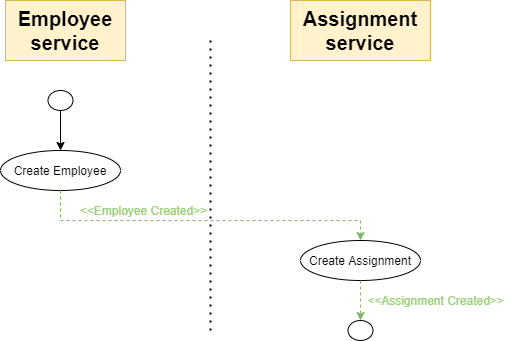 Employee
service
Assignment
service
Create Employee
<<Employee Created>>
Create Assignment
<<Assignment Created>>